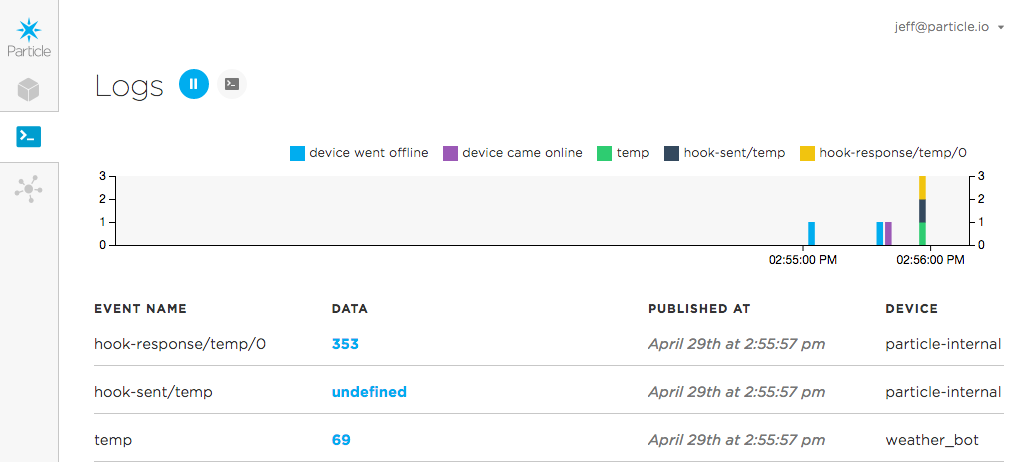 Particle
jeff@particle.io
Logs
device went offline device came online temp hook-sent/temp hook-response/temp/0
3 3
2 2
1 1
0 0
02:55:00 PM 02:56:00 PM
EVENT NAME DATA PUBLISHED AT DEVICE
hook-response/temp/0 353 April 29th at 2:55:57 pm particle-internal
hook-sent/temp undefined April 29th at 2:55:57 pm particle-internal
temp 69 April 29th at 2:55:57 pm weather_bot